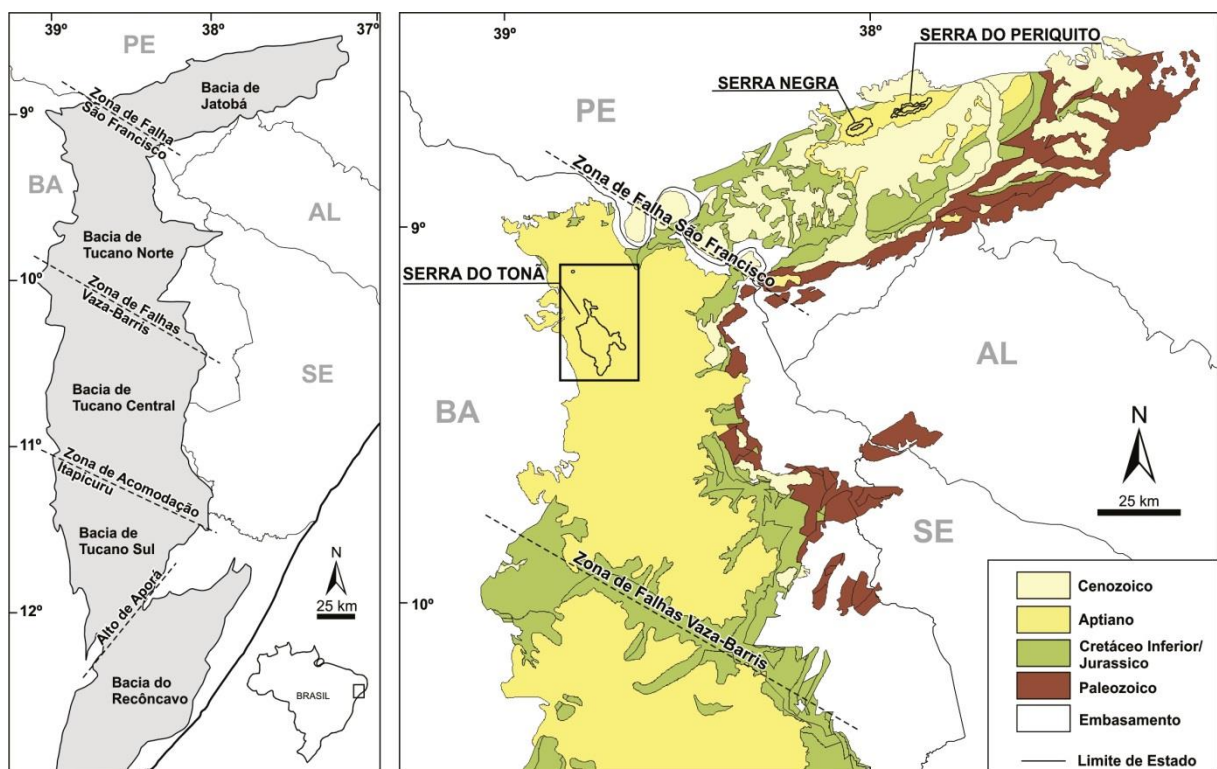 39º
38º
37º
PE
Bacia de
Jatobá
Zona de Falha
São Francisco
9º
BA
AL
Bacia de
Tucano Norte
10º
Zona de Falhas
Vaza-Barris
SE
Bacia de
Tucano Central
11º
Zona de Acomodação
Itapicuru
Bacia de
Tucano Sul
N
25 km
12º
Alto de Aporá
Bacia do
Recôncavo
BRASIL
39º
38º
SERRA DO PERIQUITO
SERRA NEGRA
PE
Zona de Falha São Francisco
9º
SERRA DO TONÃ
AL
BA
N
25 km
SE
Zona de Falhas Vaza-Barris
10º
Cenozoico
Aptiano
Cretáceo Inferior/
Jurassico
Paleozoico
Embasamento
Limite de Estado